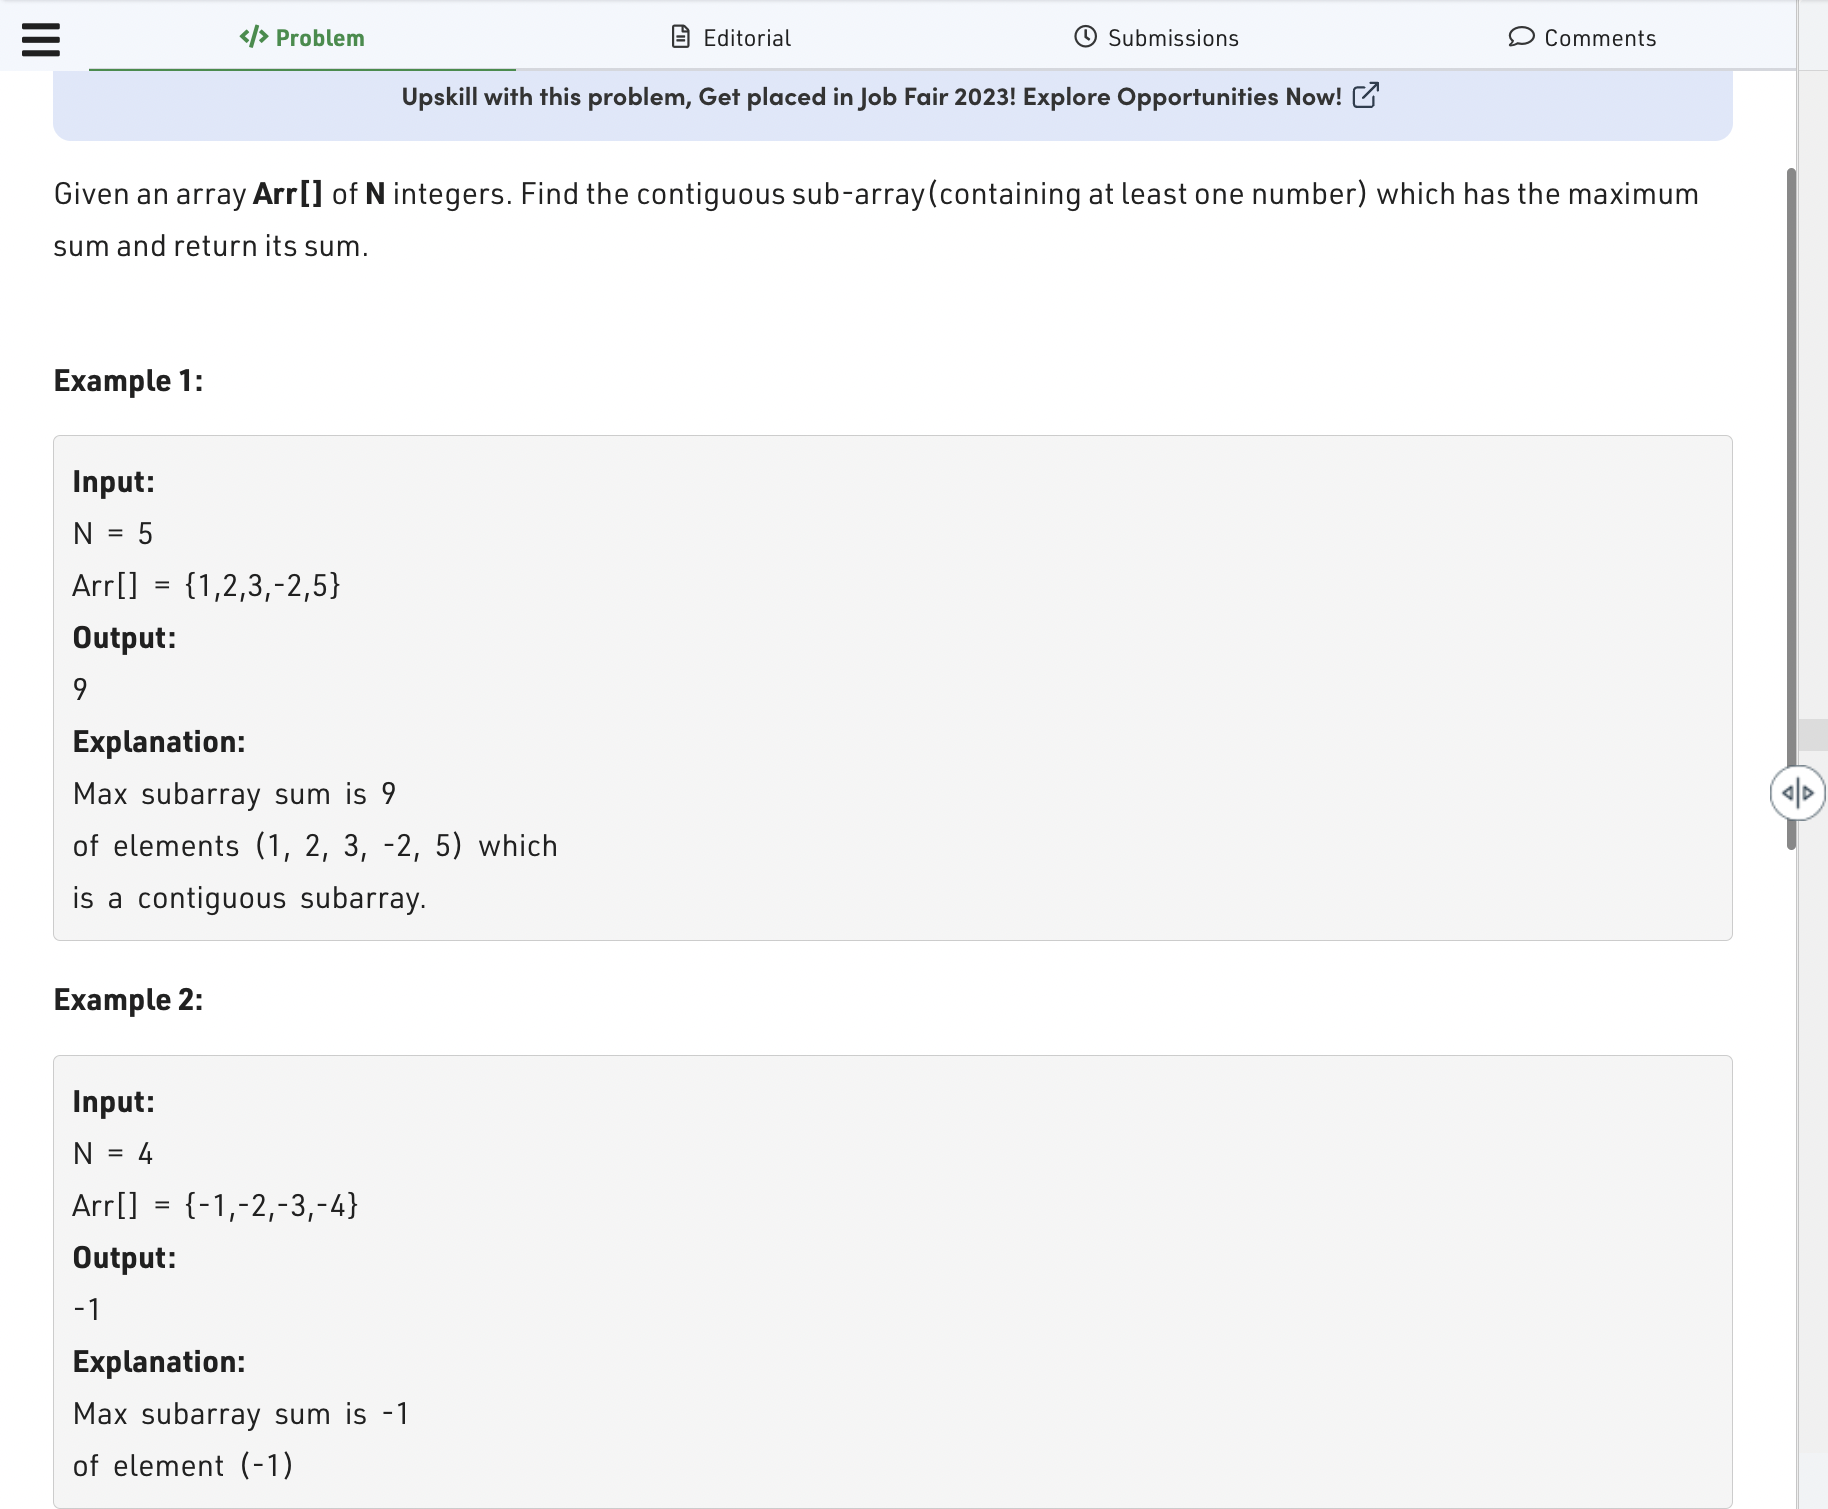 </> Problem
Editorial
Submissions
Comments
Upskill with this problem, Get placed in Job Fair 2023! Explore Opportunities Now!
Given an array Arr[] of N integers. Find the contiguous sub-array(containing at least one number) which has the maximum
sum and return its sum.
Example 1:
Input:
N = 5
Arr[] = {1,2,3,-2,5}
Output:
9
Explanation:
Max subarray sum is 9
of elements (1, 2, 3, -2, 5) which
is a contiguous subarray.
Example 2:
Input:
N = 4
Arr[] = {-1,-2,-3,-4}
Output:
-1
Explanation:
Max subarray sum is -1
of element (-1)